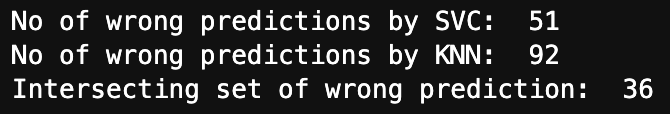 No of wrong predictions by SVC:  51
No of wrong predictions by KNN:  92
Intersecting set of wrong prediction:  36